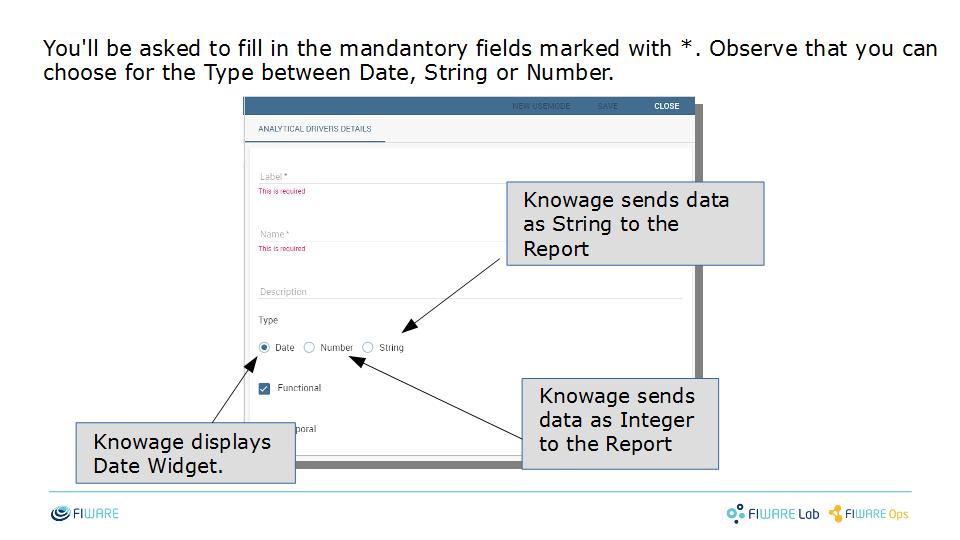 You'll be asked to fill in the mandantory fields marked with *. Observe that you can
choose for the Type between Date, String or Number.
NEW USEMODE SAVE CLOSE
ANALYTICAL DRIVERS DETAILS
Label *
This is required
Knowage sends data
as String to the
Report
Name *
This is required
Description
Type
Date Number String
Functional
Knowage sends
data as Integer
to the Report
poral
Knowage displays
Date Widget.
FIWARE
FIWARE Lab
FIWARE Ops